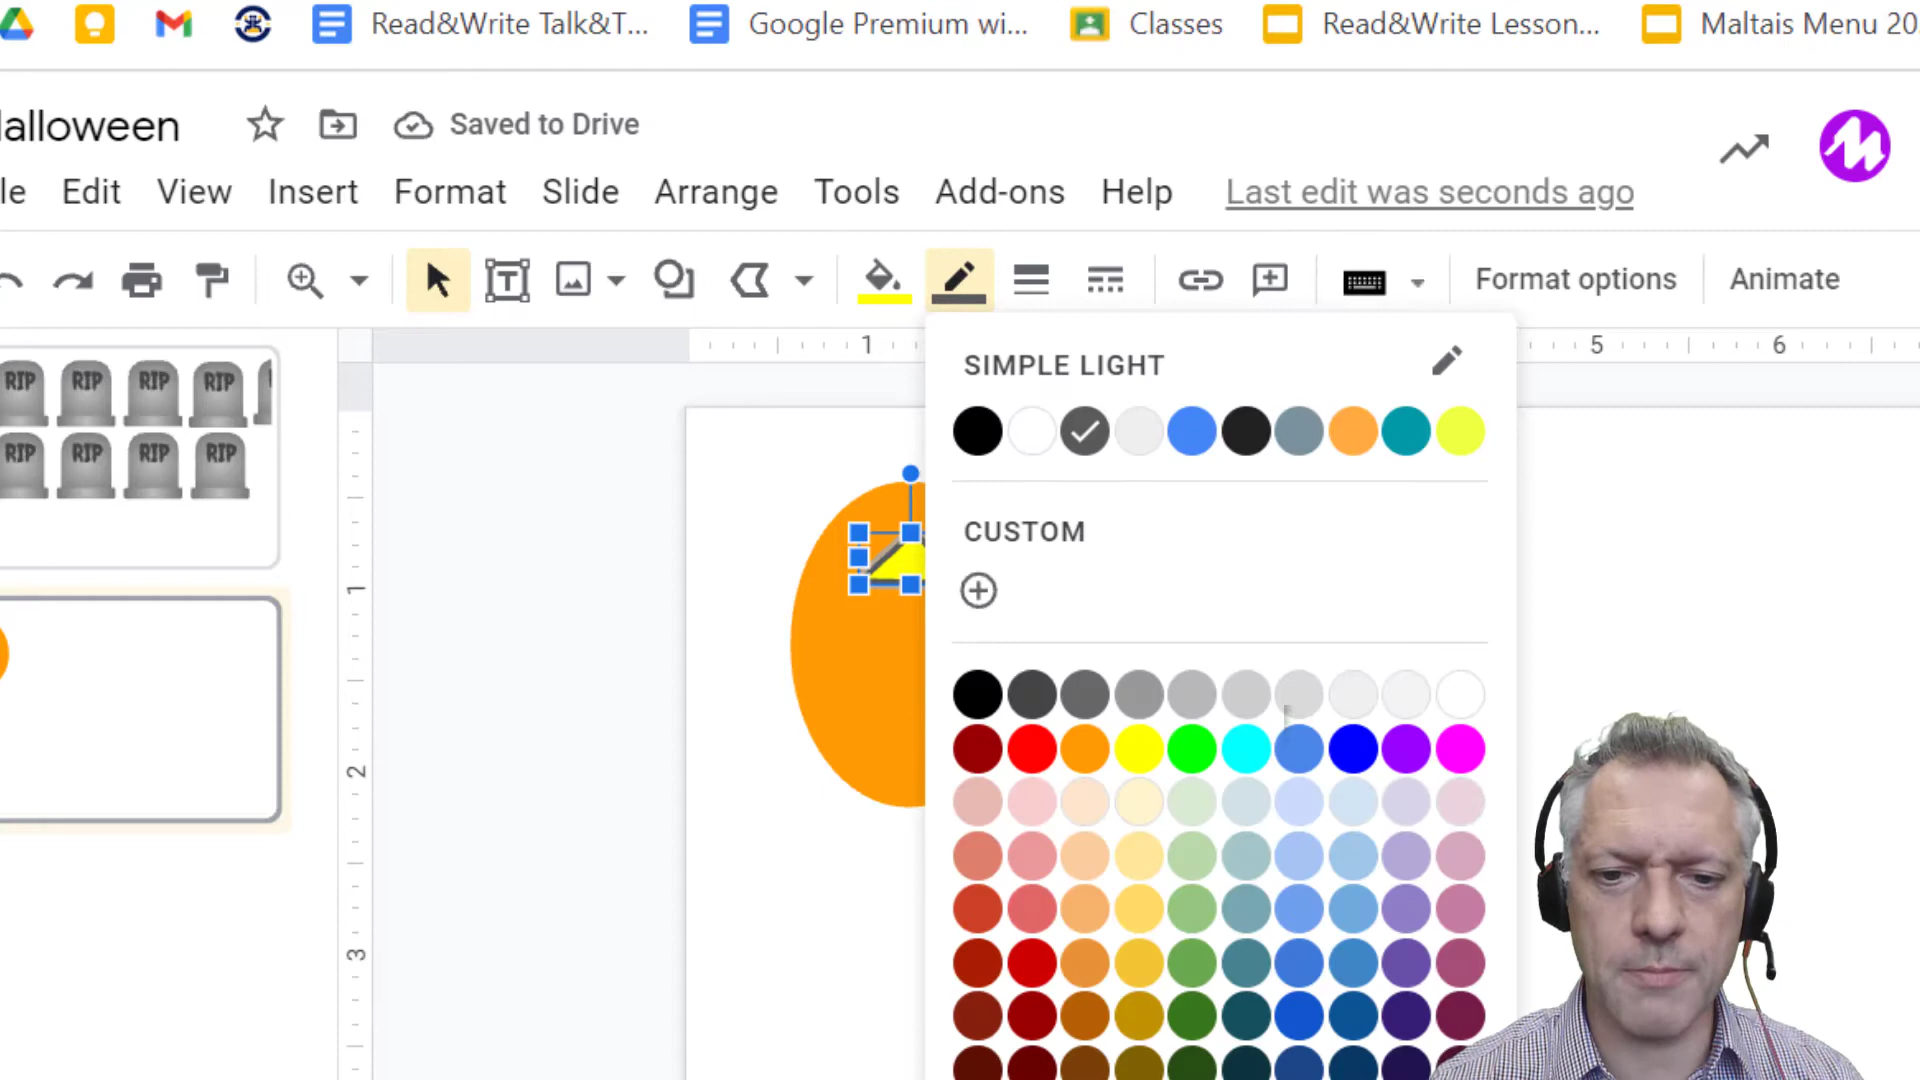 Read&Write Talk&T... Google Premium wi... Classes Read&Write Lesson... Maltais Menu 20
alloween Saved to Drive
le Edit View Insert Format Slide Arrange Tools Add-ons Help Last edit was seconds ago
Format options Animate
1 5 6
SIMPLE LIGHT
RIP RIP RIP RIP
RIP RIP RIP RIP
CUSTOM
1
2
3